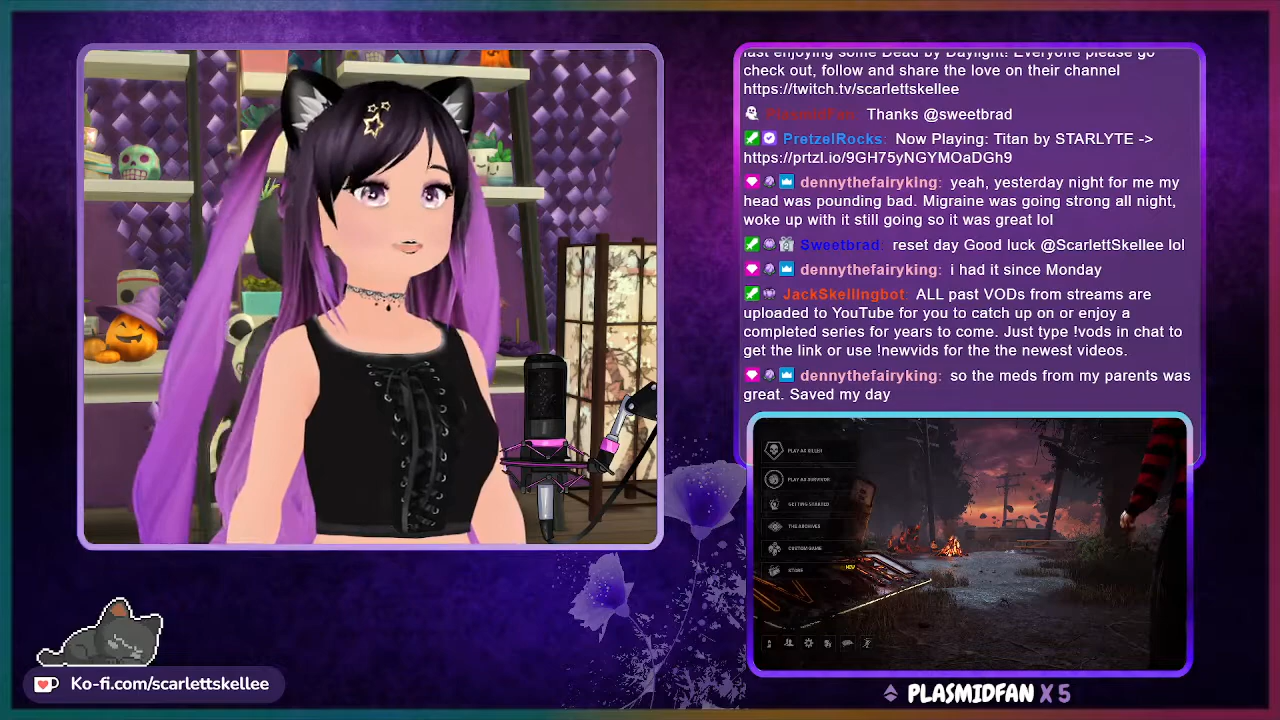 last enjoying some Dead by Daylight! Everyone please go
check out, follow and share the love on their channel
https://twitch.tv/scarlettskellee
PlasmidFan: Thanks @sweetbrad
PretzelRocks: Now Playing: Titan by STARLYTE ->
https://prtzl.io/9GH75yNGYMOaDGh9
dennythefairyking: yeah, yesterday night for me my
head was pounding bad. Migraine was going strong all night,
woke up with it still going so it was great lol
Sweetbrad: reset day Good luck @ScarlettSkellee lol
dennythefairyking: i had it since Monday
JackSkellingbot: ALL past VODs from streams are
uploaded to YouTube for you to catch up on or enjoy a
completed series for years to come. Just type !vods in chat to
get the link or use !newvids for the the newest videos.
dennythefairyking: so the meds from my parents was
great. Saved my day
PLAY AS KILLER
PLAY AS SURVIVOR
GETTING STARTED
THE ARCHIVES
CUSTOM GAME
STORE
NEW
Ko-fi.com/scarlettskellee
PLASMIDFAN X 5